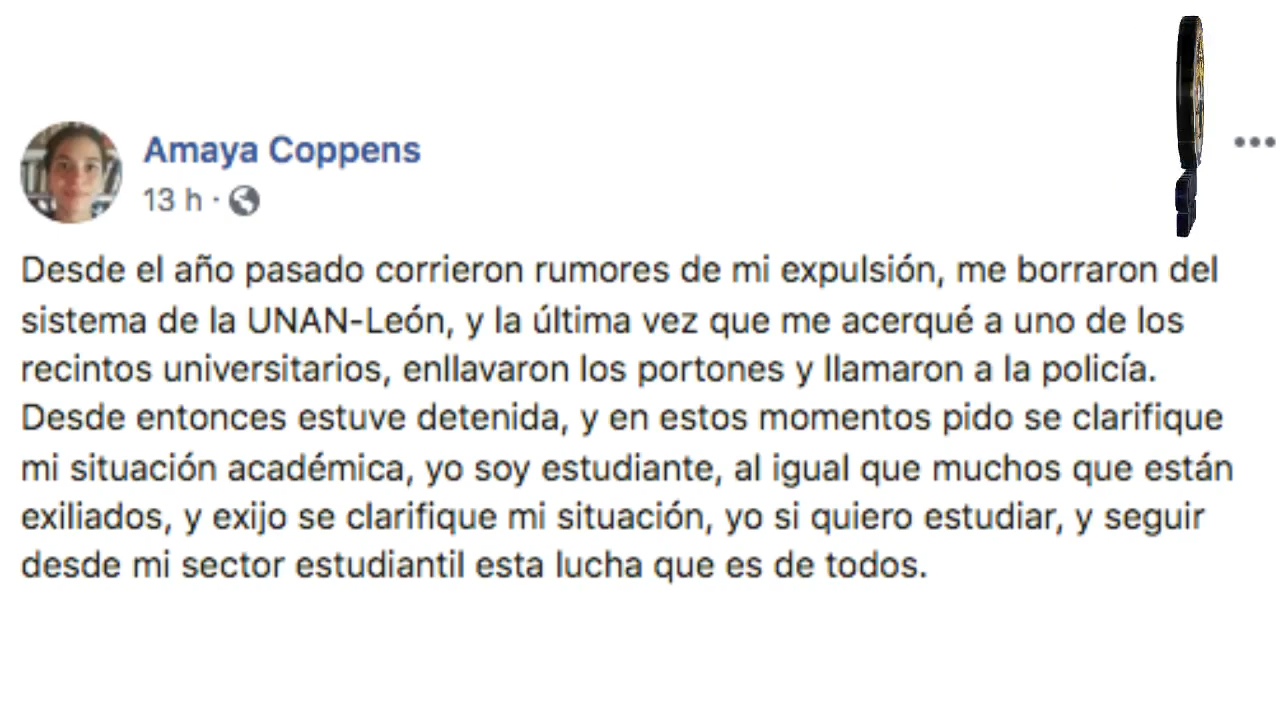 Amaya Coppens
13 h ·
Desde el año pasado corrieron rumores de mi expulsión, me borraron del
sistema de la UNAN-León, y la última vez que me acerqué a uno de los
recintos universitarios, enllavaron los portones y llamaron a la policía.
Desde entonces estuve detenida, y en estos momentos pido se clarifique
mi situación académica, yo soy estudiante, al igual que muchos que están
exiliados, y exijo se clarifique mi situación, yo si quiero estudiar, y seguir
desde mi sector estudiantil esta lucha que es de todos.